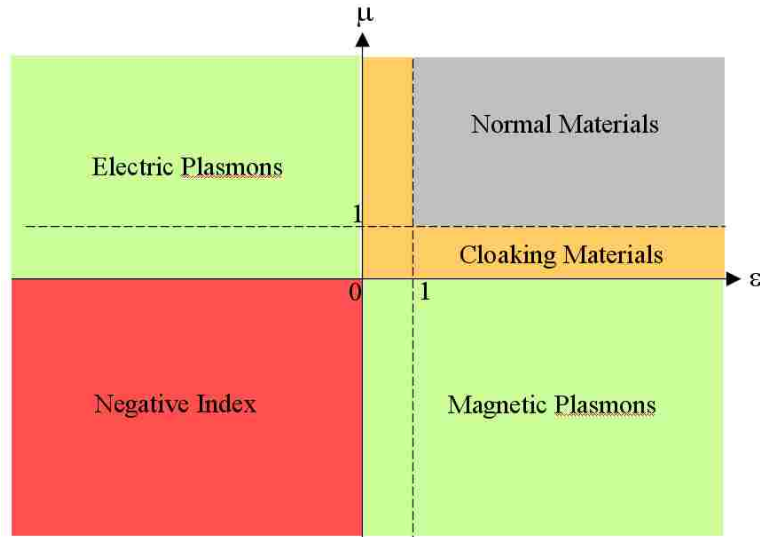 μ
Normal Materials
Electric Plasmons
1
Cloaking Materials
0
1
ε
Negative Index
Magnetic Plasmons